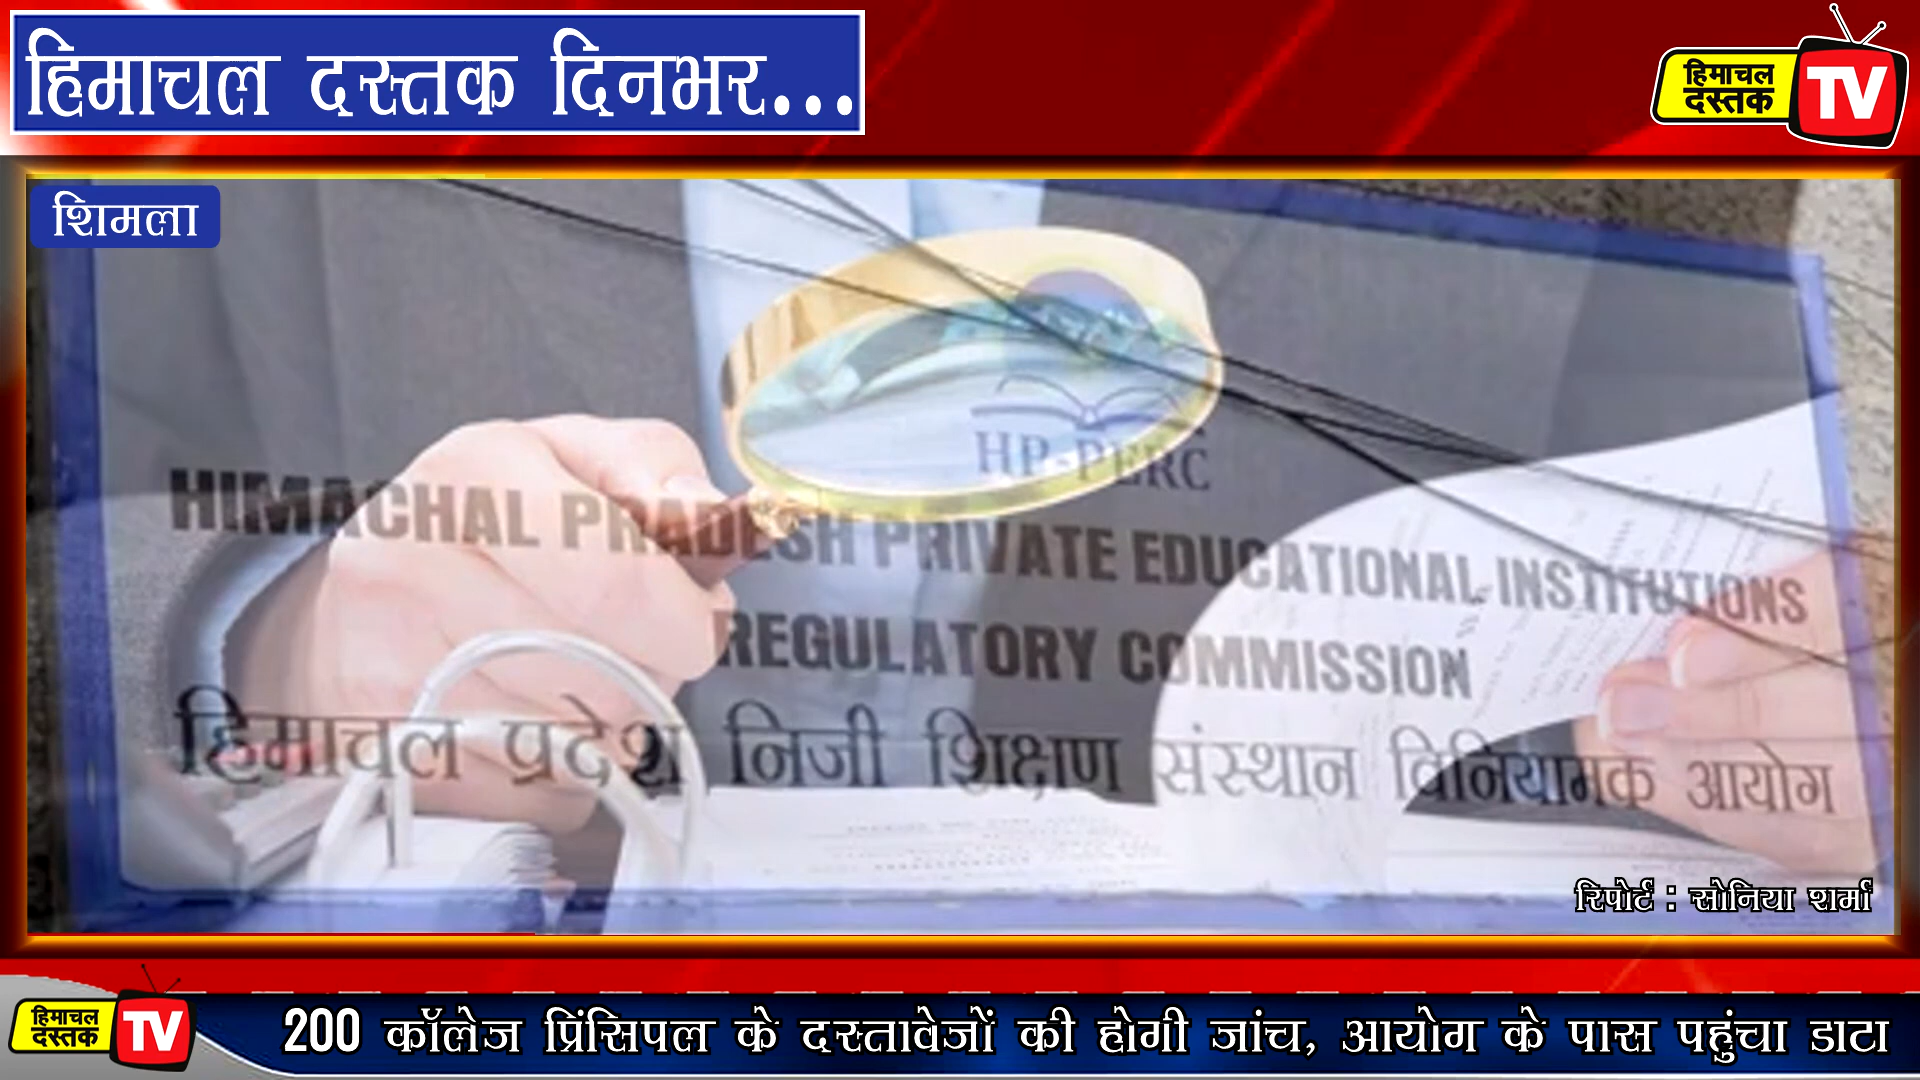 हिमाचल दस्तक दिनभर...
हिमाचल
दस्तक
TV
शिमला
HP-PERC
HIMACHAL PRADESH PRIVATE EDUCATIONAL INSTITUTIONS
REGULATORY COMMISSION
हिमाचल प्रदेश निजी शिक्षण संस्थान विनियामक आयोग
रिपोर्ट : सोनिया शर्मा
हिमाचल
दस्तक
TV
200 कॉलेज प्रिंसिपल के दस्तावेजों की होगी जांच, आयोग के पास पहुंचा डाटा